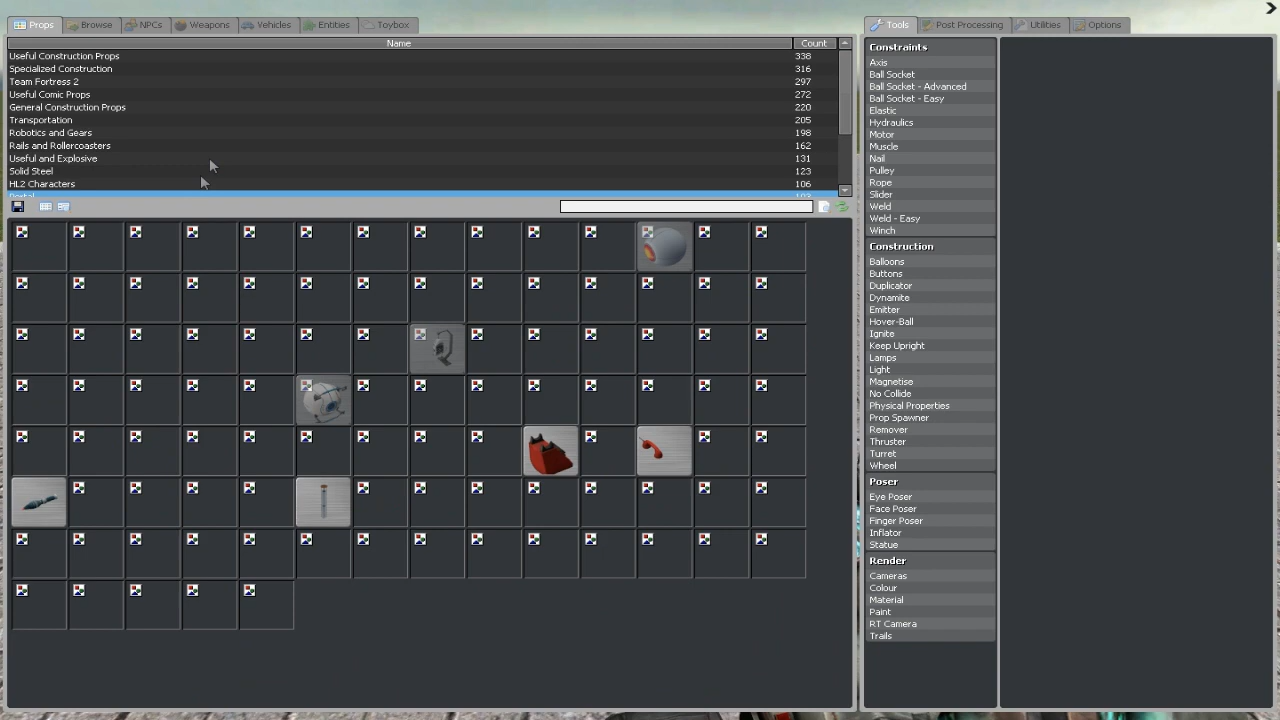 Props Browse NPCs Weapons Vehicles Entities Toybox
Name Count
Useful Construction Props 338
Specialized Construction 316
Team Fortress 2 297
Useful Comic Props 272
General Construction Props 220
Transportation 205
Robotics and Gears 198
Rails and Rollercoasters 162
Useful and Explosive 131
Solid Steel 123
HL2 Characters 106
Portal 103
Tools Post Processing Utilities Options
Constraints
Axis
Ball Socket
Ball Socket - Advanced
Ball Socket - Easy
Elastic
Hydraulics
Motor
Muscle
Nail
Pulley
Rope
Slider
Weld
Weld - Easy
Winch
Construction
Balloons
Buttons
Duplicator
Dynamite
Emitter
Hover-Ball
Ignite
Keep Upright
Lamps
Light
Magnetise
No Collide
Physical Properties
Prop Spawner
Remover
Thruster
Turret
Wheel
Poser
Eye Poser
Face Poser
Finger Poser
Inflator
Statue
Render
Cameras
Colour
Material
Paint
RT Camera
Trails